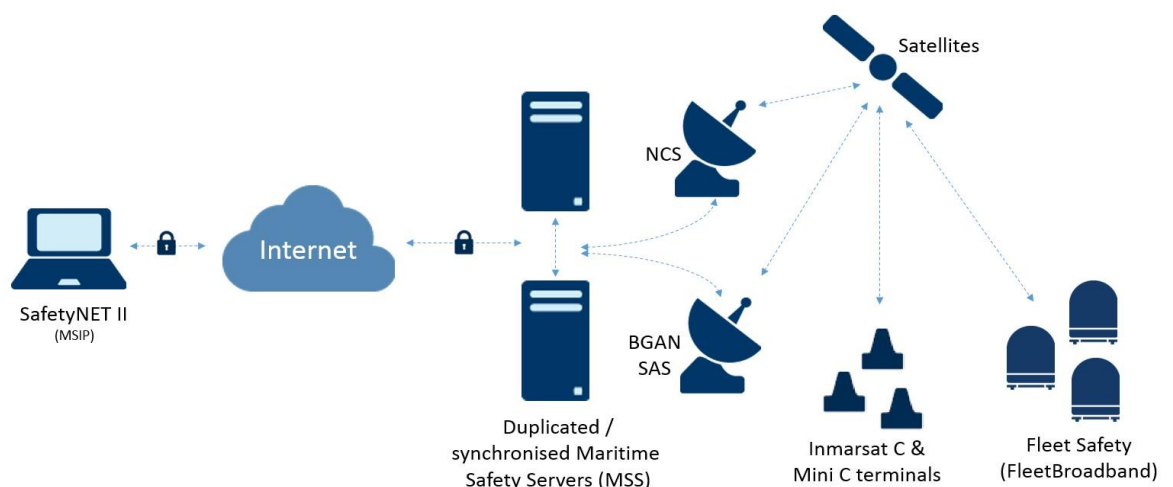 Satellites
NCS
Internet
SafetyNET II
(MSIP)
BGAN
SAS
Duplicated /
synchronised Maritime
Safety Servers (MSS)
Inmarsat C &
Mini C terminals
Fleet Safety
(FleetBroadband)